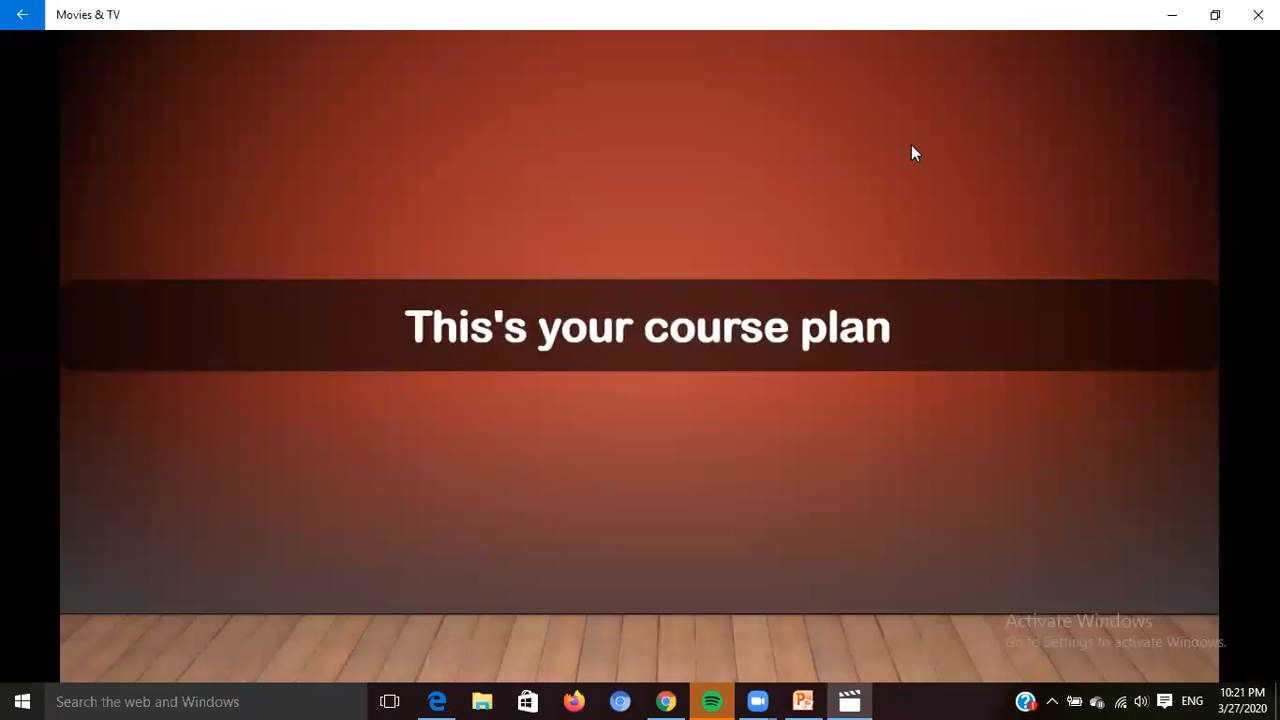 Movies & TV
This's your course plan
Activate Windows
Go to Settings to activate Windows.
Search the web and Windows
ENG
10:21 PM
3/27/2020